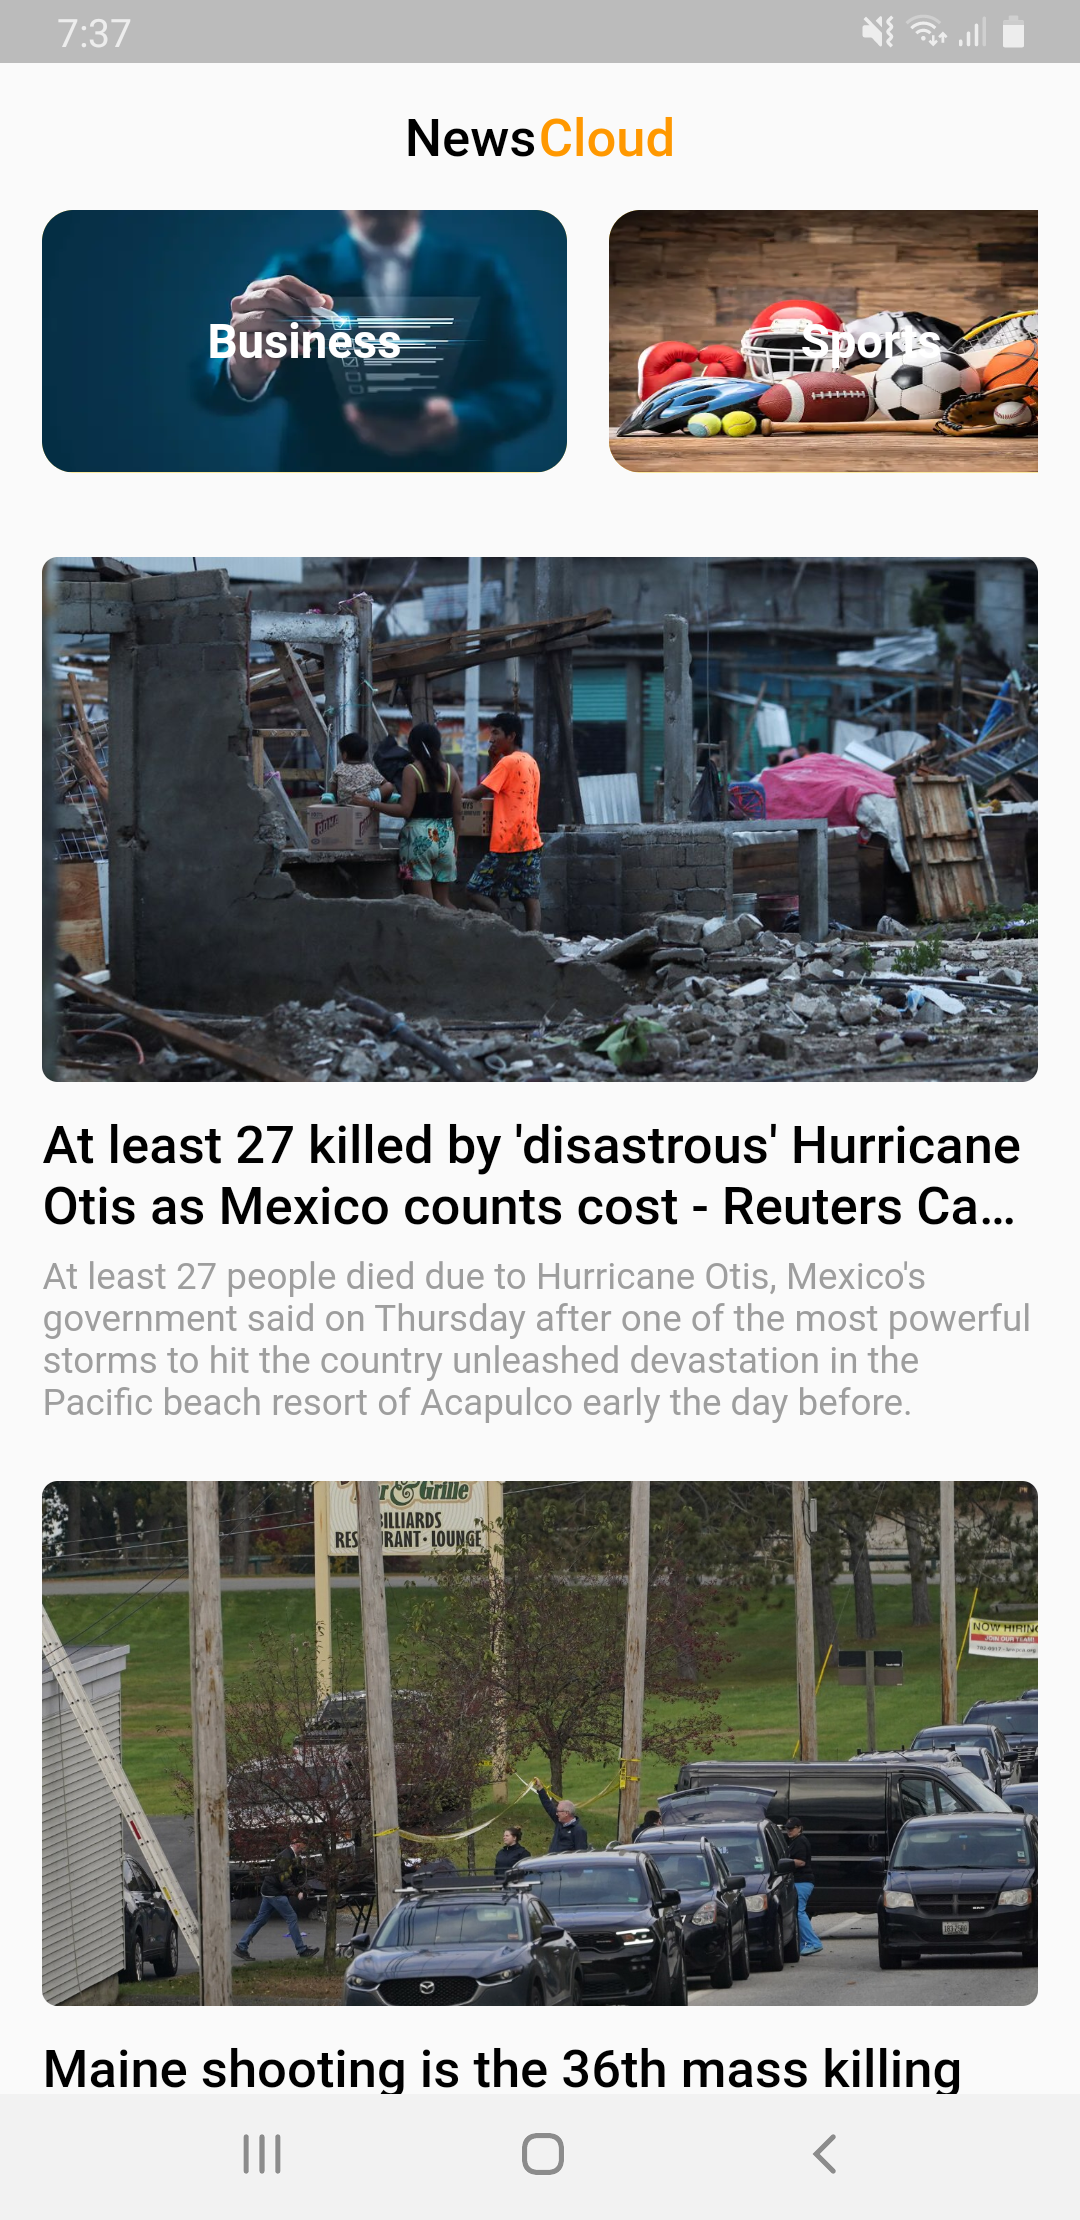 7:37
NewsCloud
Business
Sports
At least 27 killed by 'disastrous' Hurricane
Otis as Mexico counts cost - Reuters Ca...
At least 27 people died due to Hurricane Otis, Mexico's
government said on Thursday after one of the most powerful
storms to hit the country unleashed devastation in the
Pacific beach resort of Acapulco early the day before.
& Grille
BILLIARDS
LOUNGE
NOW HIRING
JOIN OUR TEAM!
Maine shooting is the 36th mass killing